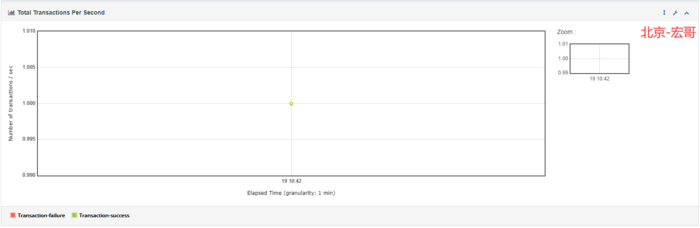 Total Transactions Per Second
北京-宏哥
Zoom :
1.010
1.005
1.000
0.995
0.990
Number of transactions / sec
19 10:42
Elapsed Time (granularity: 1 min)
1.01
1.00
0.99
19 10:42
Transaction-failure
Transaction-success